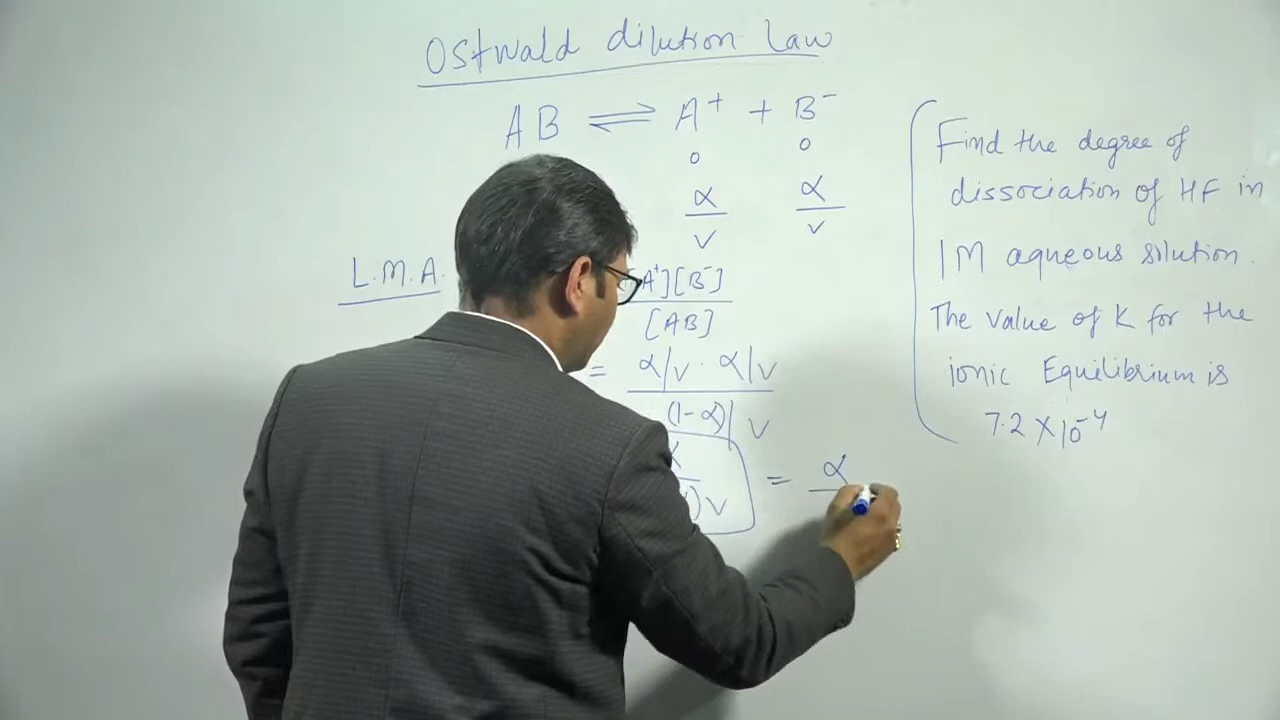 Ostwald dilution Law
AB ⇌ A⁺ + B⁻
0 0
α/v α/v
L.M.A. [A⁺][B⁻]
[AB]
= α/v · α/v
(1-α)/v
)v = α
Find the degree of
dissociation of HF in
1M aqueous solution.
The value of K for the
ionic Equilibrium is
7.2 × 10⁻⁴